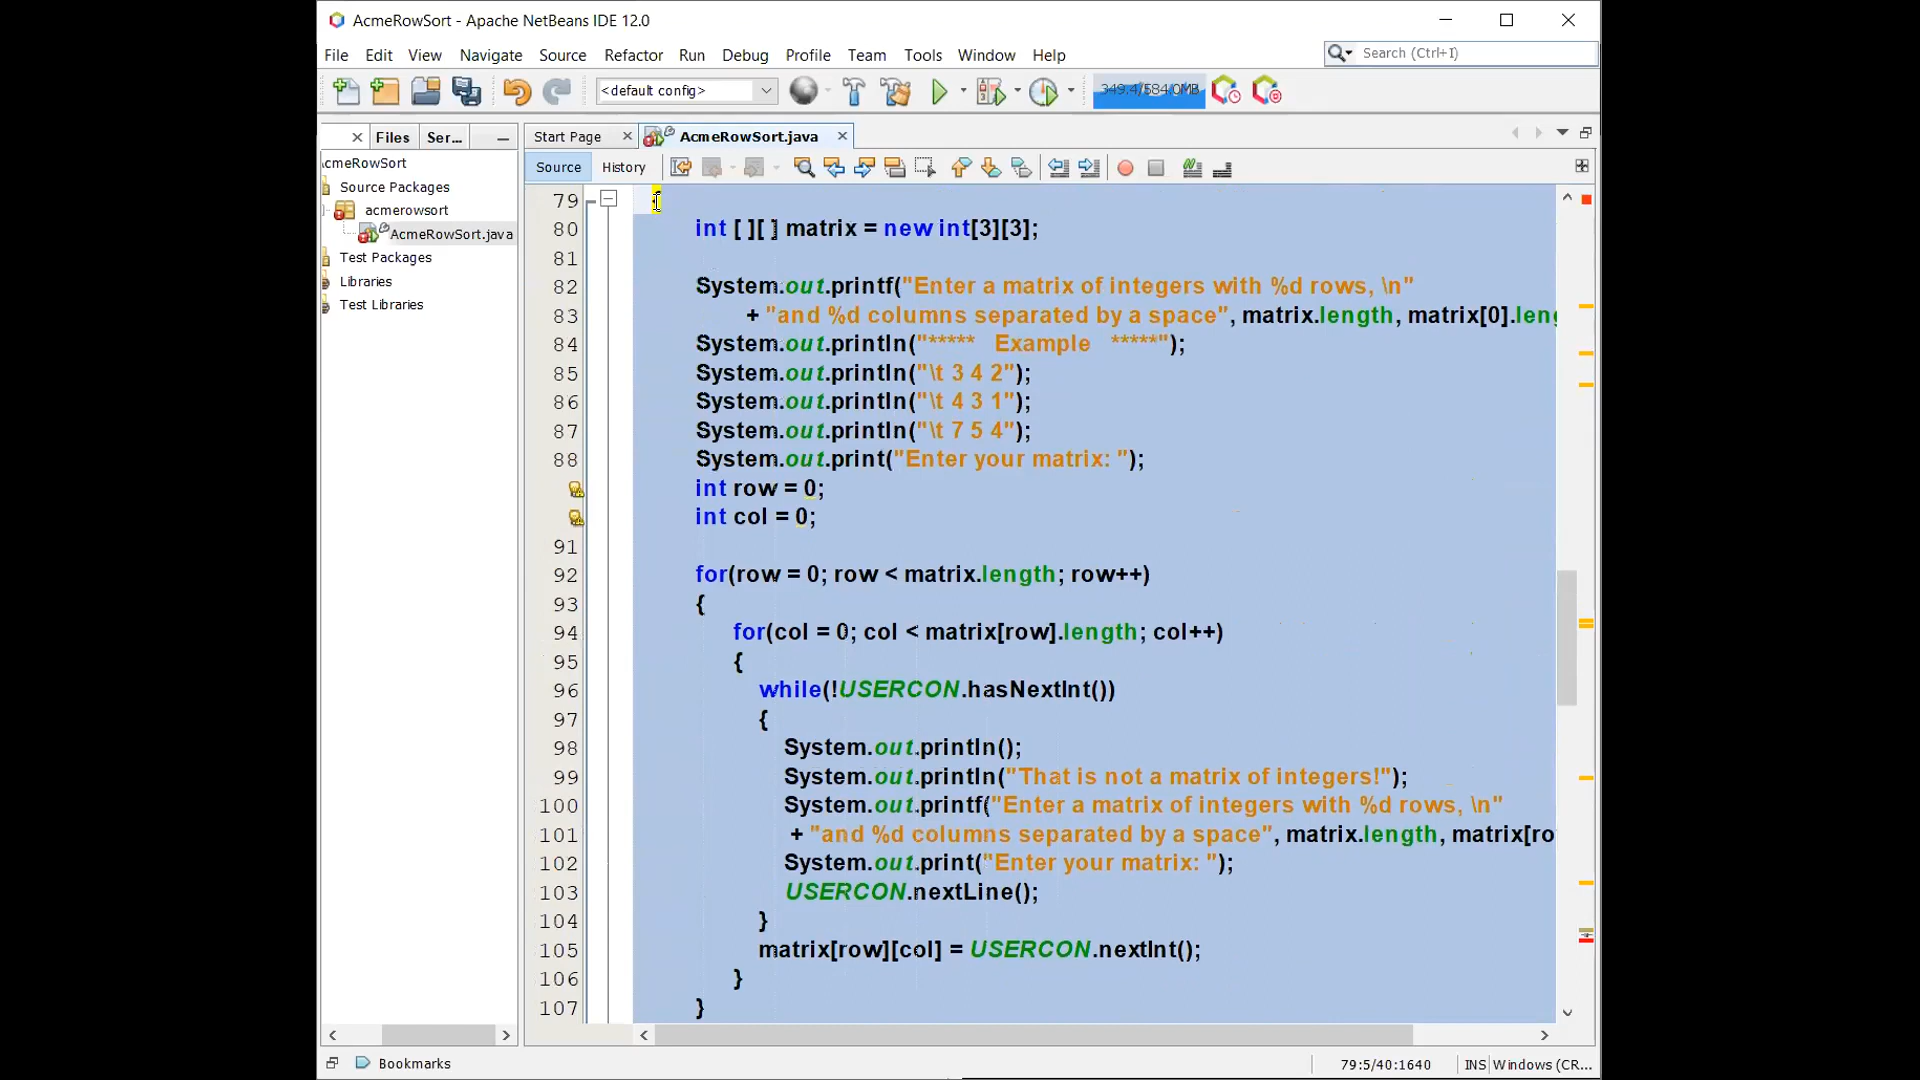 AcmeRowSort - Apache NetBeans IDE 12.0
File Edit View Navigate Source Refactor Run Debug Profile Team Tools Window Help
Search (Ctrl+I)
<default config>
349.4/584.0MB
Files Ser...
Start Page AcmeRowSort.java
Source History
cmeRowSort
Source Packages
acmerowsort
AcmeRowSort.java
Test Packages
Libraries
Test Libraries
79 {
80 int [ ][ ] matrix = new int[3][3];
81
82 System.out.printf("Enter a matrix of integers with %d rows, \n"
83 + "and %d columns separated by a space", matrix.length, matrix[0].leng
84 System.out.println("***** Example *****");
85 System.out.println("\t 3 4 2");
86 System.out.println("\t 4 3 1");
87 System.out.println("\t 7 5 4");
88 System.out.print("Enter your matrix: ");
int row = 0;
int col = 0;
91
92 for(row = 0; row < matrix.length; row++)
93 {
94 for(col = 0; col < matrix[row].length; col++)
95 {
96 while(!USERCON.hasNextInt())
97 {
98 System.out.println();
99 System.out.println("That is not a matrix of integers!");
100 System.out.printf("Enter a matrix of integers with %d rows, \n"
101 + "and %d columns separated by a space", matrix.length, matrix[ro
102 System.out.print("Enter your matrix: ");
103 USERCON.nextLine();
104 }
105 matrix[row][col] = USERCON.nextInt();
106 }
107 }
Bookmarks
79:5/40:1640 INS Windows (CR...